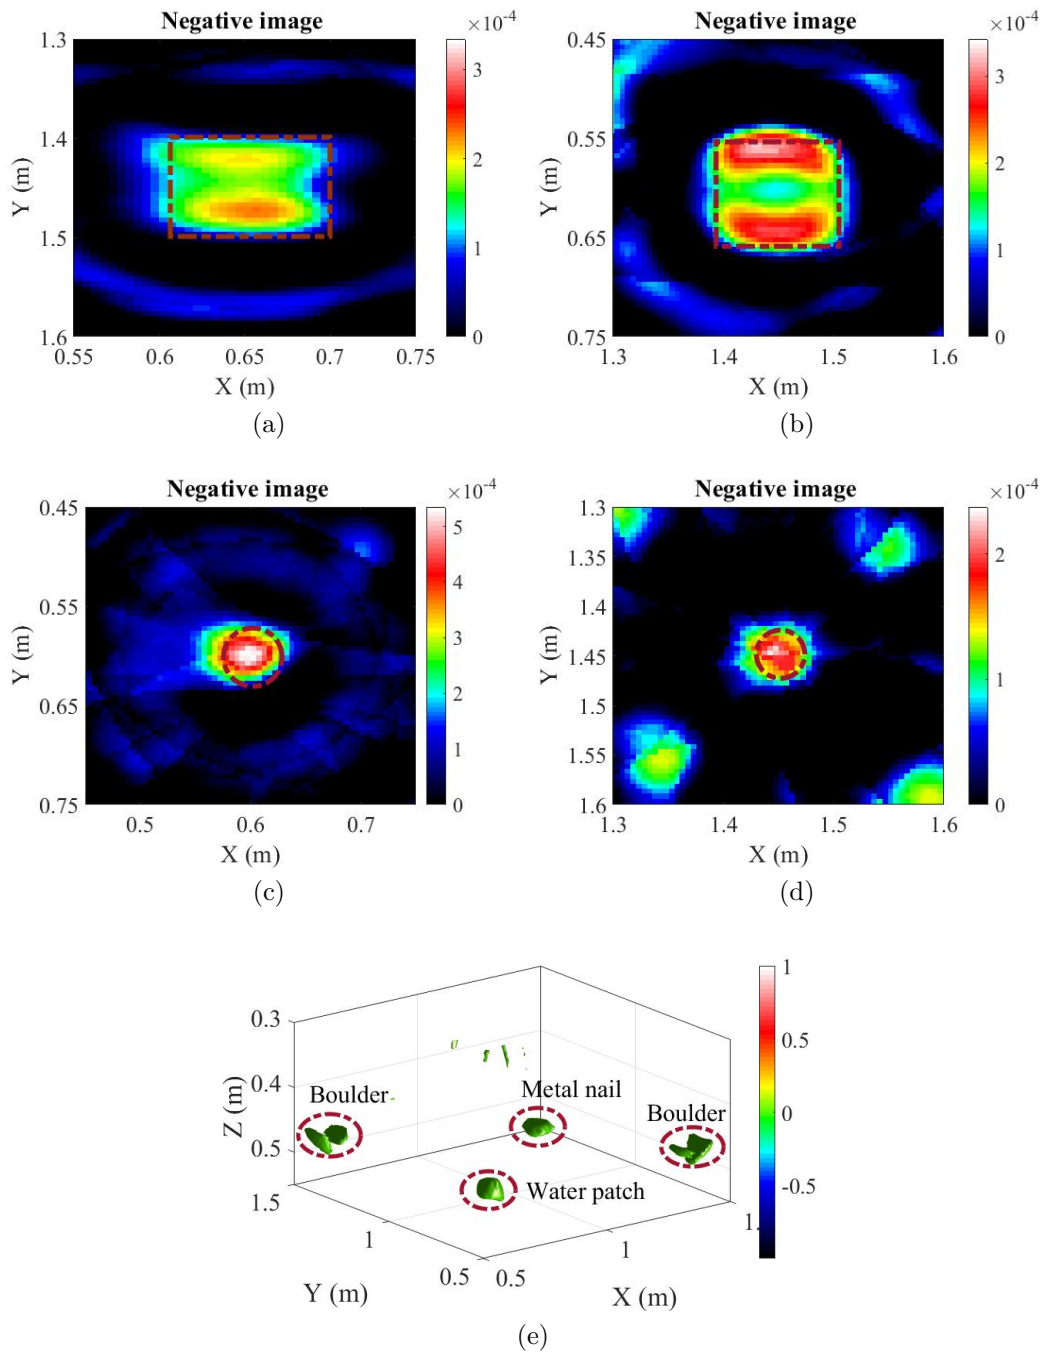 Negative image
×10⁻⁴
1.3
1.4
1.5
1.6
Y (m)
0.55
0.6
0.65
0.7
0.75
X (m)
3
2
1
0
(a)
Negative image
×10⁻⁴
0.45
0.55
0.65
0.75
Y (m)
1.3
1.4
1.5
1.6
X (m)
3
2
1
0
(b)
Negative image
×10⁻⁴
0.45
0.55
0.65
0.75
Y (m)
0.5
0.6
0.7
X (m)
5
4
3
2
1
0
(c)
Negative image
×10⁻⁴
1.3
1.35
1.4
1.45
1.5
1.55
1.6
Y (m)
1.3
1.4
1.5
1.6
X (m)
2
1
0
(d)
0.3
0.4
0.5
Z (m)
Boulder
Metal nail
Boulder
Water patch
1.5
1
0.5
Y (m)
0.5
1
1.
X (m)
1
0.5
0
-0.5
(e)